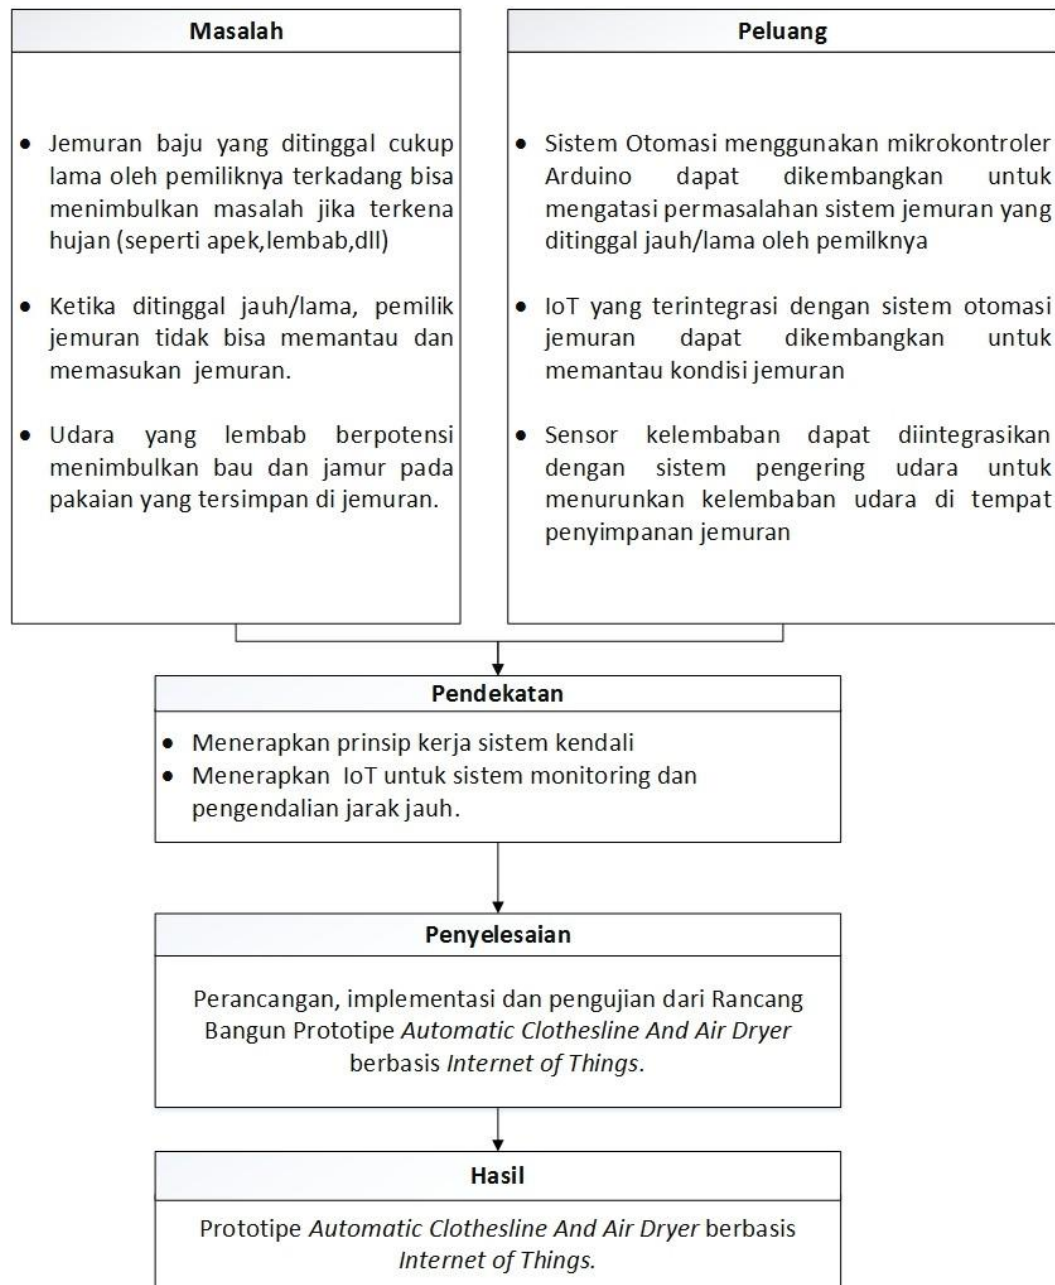 Masalah
● Jemuran baju yang ditinggal cukup
lama oleh pemiliknya terkadang bisa
menimbulkan masalah jika terkena
hujan (seperti apek,lembab,dll)
● Ketika ditinggal jauh/lama, pemilik
jemuran tidak bisa memantau dan
memasukan jemuran.
● Udara yang lembab berpotensi
menimbulkan bau dan jamur pada
pakaian yang tersimpan di jemuran.
Peluang
● Sistem Otomasi menggunakan mikrokontroler
Arduino dapat dikembangkan untuk
mengatasi permasalahan sistem jemuran yang
ditinggal jauh/lama oleh pemilknya
● IoT yang terintegrasi dengan sistem otomasi
jemuran dapat dikembangkan untuk
memantau kondisi jemuran
● Sensor kelembaban dapat diintegrasikan
dengan sistem pengering udara untuk
menurunkan kelembaban udara di tempat
penyimpanan jemuran
Pendekatan
● Menerapkan prinsip kerja sistem kendali
● Menerapkan IoT untuk sistem monitoring dan
pengendalian jarak jauh.
Penyelesaian
Perancangan, implementasi dan pengujian dari Rancang
Bangun Prototipe Automatic Clothesline And Air Dryer
berbasis Internet of Things.
Hasil
Prototipe Automatic Clothesline And Air Dryer berbasis
Internet of Things.